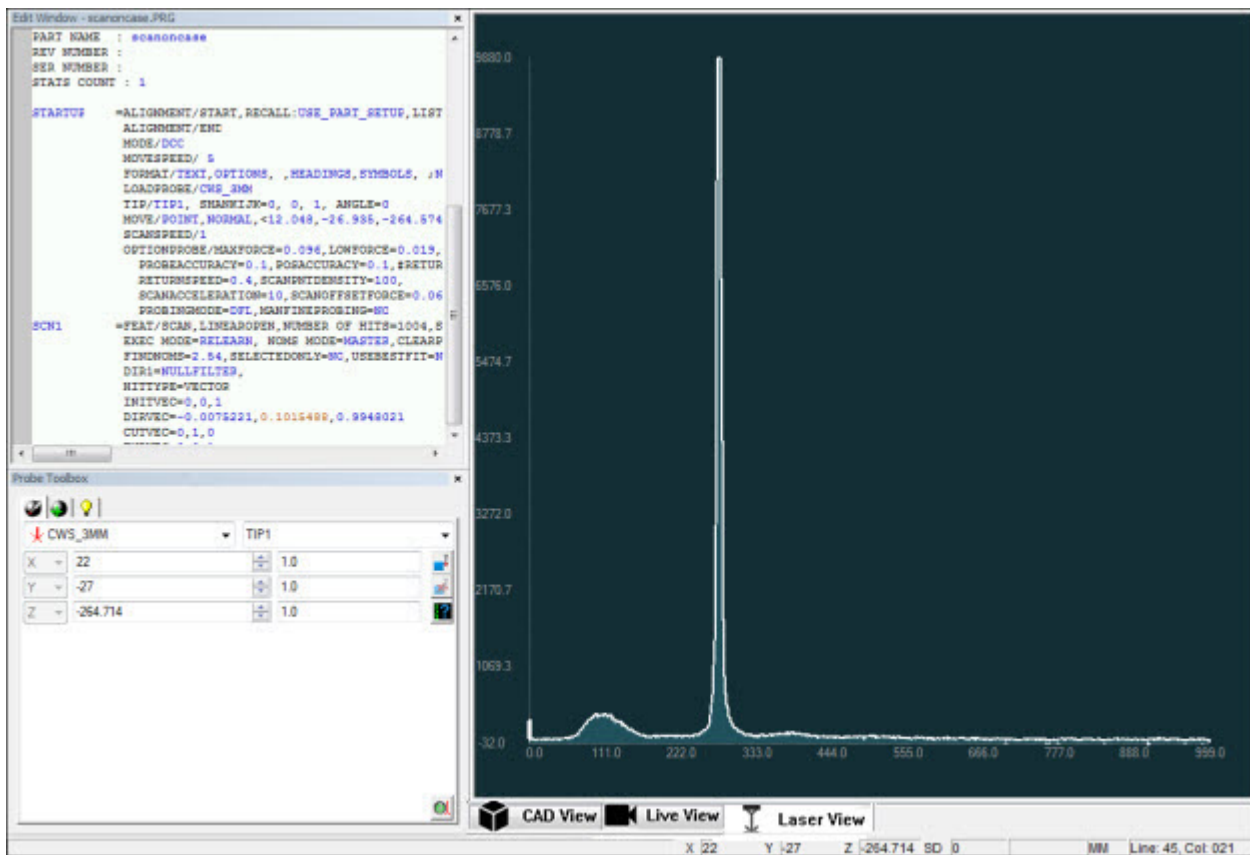 Edit Window - scanoncase.PRG
PART NAME : scanoncase
REV NUMBER :
SER NUMBER :
STATS COUNT : 1
STARTUP =ALIGNMENT/START,RECALL:USE_PART_SETUP,LIST
ALIGNMENT/END
MODE/DCC
MOVESPEED/ 5
FORMAT/TEXT,OPTIONS, ,HEADINGS,SYMBOLS, ;N
LOADPROBE/CWS_3MM
TIP/TIP1, SHANKIJK=0, 0, 1, ANGLE=0
MOVE/POINT,NORMAL,<12.048,-26.935,-264.574
SCANSPEED/1
OPTIONPROBE/MAXFORCE=0.096,LOWFORCE=0.019,
PROBEACCURACY=0.1,POSACCURACY=0.1,#RETUR
RETURNSPEED=0.4,SCANPNTDENSITY=100,
SCANACCELERATION=10,SCANOFFSETFORCE=0.06
PROBINGMODE=DFL,MANFINEPROBING=NO
SCN1 =FEAT/SCAN,LINEAROPEN,NUMBER OF HITS=1004,S
EXEC MODE=RELEARN, NOMS MODE=MASTER,CLEARP
FINDNOMS=2.54,SELECTEDONLY=NO,USEBESTFIT=N
DIR1=NULLFILTER,
HITTYPE=VECTOR
INITVEC=0,0,1
DIRVEC=-0.0075221,0.1015488,0.9948021
CUTVEC=0,1,0
Probe Toolbox
CWS_3MM TIP1
X 22 1.0
Y -27 1.0
Z -264.714 1.0
9880.0
8778.7
7677.3
6576.0
5474.7
4373.3
3272.0
2170.7
1069.3
-32.0
0.0 111.0 222.0 333.0 444.0 555.0 666.0 777.0 888.0 999.0
CAD View Live View Laser View
X 22 Y -27 Z -264.714 SD 0 MM Line: 45, Col: 021